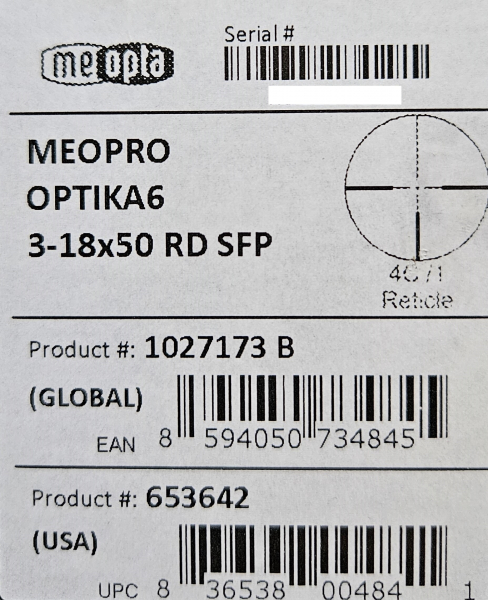 Serial #
meopta
MEOPRO
OPTIKA6
3-18x50 RD SFP
4C /1
Reticle
Product #: 1027173 B
(GLOBAL)
EAN 8 594050 734845
Product #: 653642
(USA)
UPC 8 36538 00484 1